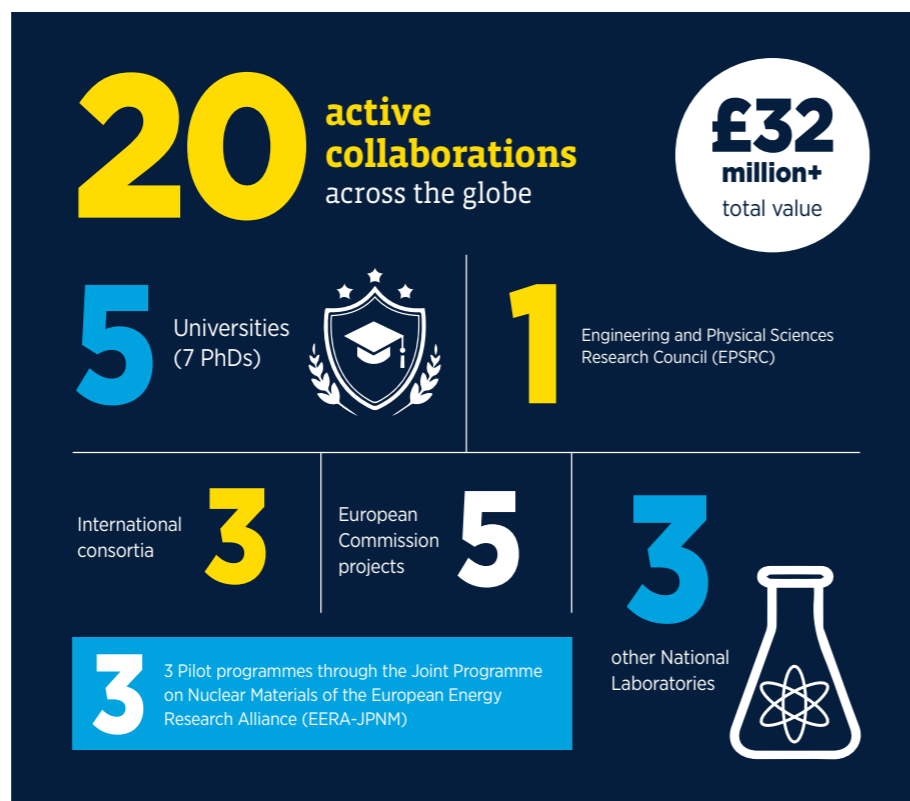 20
active
collaborations
across the globe
£32
million+
total value
5
Universities
(7 PhDs)
1
Engineering and Physical Sciences
Research Council (EPSRC)
International
consortia
3
European
Commission
projects
5
3
other National
Laboratories
3
3 Pilot programmes through the Joint Programme
on Nuclear Materials of the European Energy
Research Alliance (EERA-JPNM)